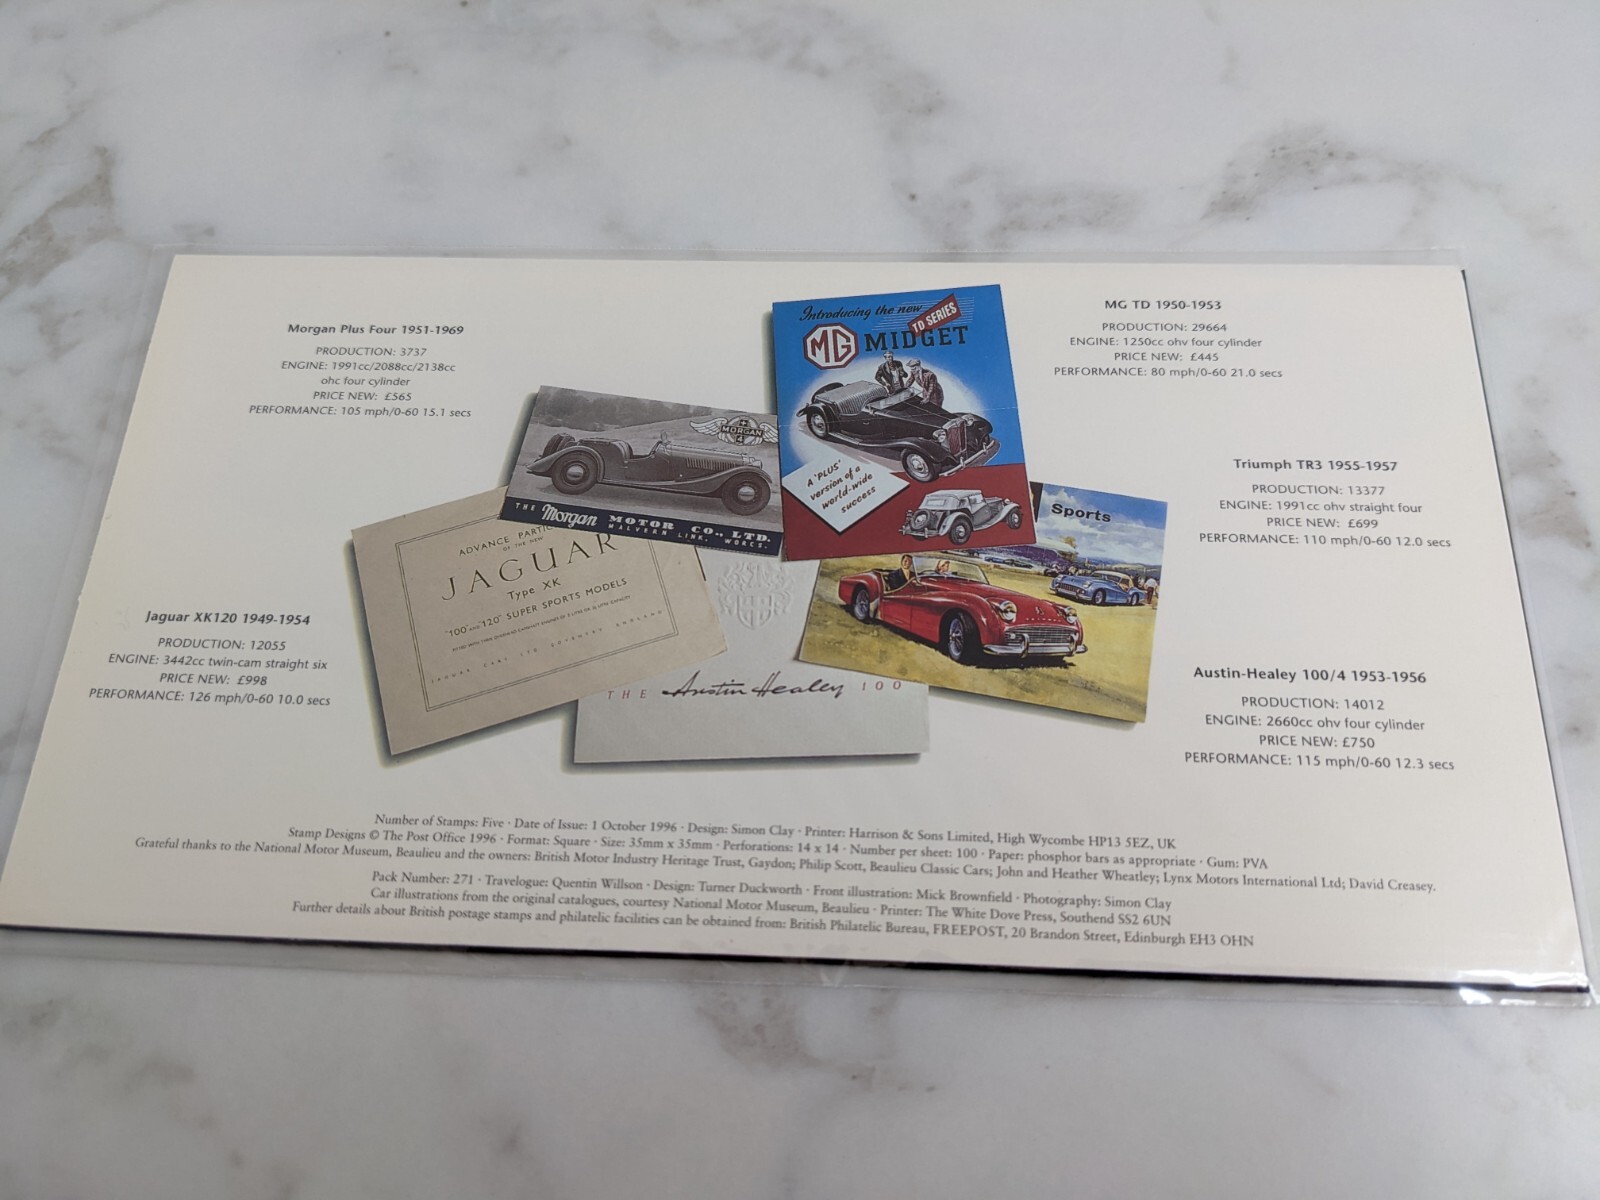 Morgan Plus Four 1951-1969
PRODUCTION: 3737
ENGINE: 1991cc/2088cc/2138cc
ohc four cylinder
PRICE NEW: £565
PERFORMANCE: 105 mph/0-60 15.1 secs
Jaguar XK120 1949-1954
PRODUCTION: 12055
ENGINE: 3442cc twin-cam straight six
PRICE NEW: £998
PERFORMANCE: 126 mph/0-60 10.0 secs
MG TD 1950-1953
PRODUCTION: 29664
ENGINE: 1250cc ohv four cylinder
PRICE NEW: £445
PERFORMANCE: 80 mph/0-60 21.0 secs
Triumph TR3 1955-1957
PRODUCTION: 13377
ENGINE: 1991cc ohv straight four
PRICE NEW: £699
PERFORMANCE: 110 mph/0-60 12.0 secs
Austin-Healey 100/4 1953-1956
PRODUCTION: 14012
ENGINE: 2660cc ohv four cylinder
PRICE NEW: £750
PERFORMANCE: 115 mph/0-60 12.3 secs
Introducing the new
TD SERIES
MG MIDGET
A 'PLUS'
version of a
world-wide
success
MORGAN
4
THE Morgan MOTOR CO., LTD.
MALVERN LINK. WORCS.
ADVANCE PARTIC
OF THE NEW
JAGUAR
Type XK
"100" AND "120" SUPER SPORTS MODELS
JAGUAR CARS LTD COVENTRY ENGLAND
Sports
THE Austin Healey 100
Number of Stamps: Five · Date of Issue: 1 October 1996 · Design: Simon Clay · Printer: Harrison & Sons Limited, High Wycombe HP13 5EZ, UK
Stamp Designs © The Post Office 1996 · Format: Square · Size: 35mm x 35mm · Perforations: 14 x 14 · Number per sheet: 100 · Paper: phosphor bars as appropriate · Gum: PVA
Grateful thanks to the National Motor Museum, Beaulieu and the owners: British Motor Industry Heritage Trust, Gaydon; Philip Scott, Beaulieu Classic Cars; John and Heather Wheatley; Lynx Motors International Ltd; David Creasey.
Pack Number: 271 · Travelogue: Quentin Willson · Design: Turner Duckworth · Front illustration: Mick Brownfield · Photography: Simon Clay
Car illustrations from the original catalogues, courtesy National Motor Museum, Beaulieu · Printer: The White Dove Press, Southend SS2 6UN
Further details about British postage stamps and philatelic facilities can be obtained from: British Philatelic Bureau, FREEPOST, 20 Brandon Street, Edinburgh EH3 OHN